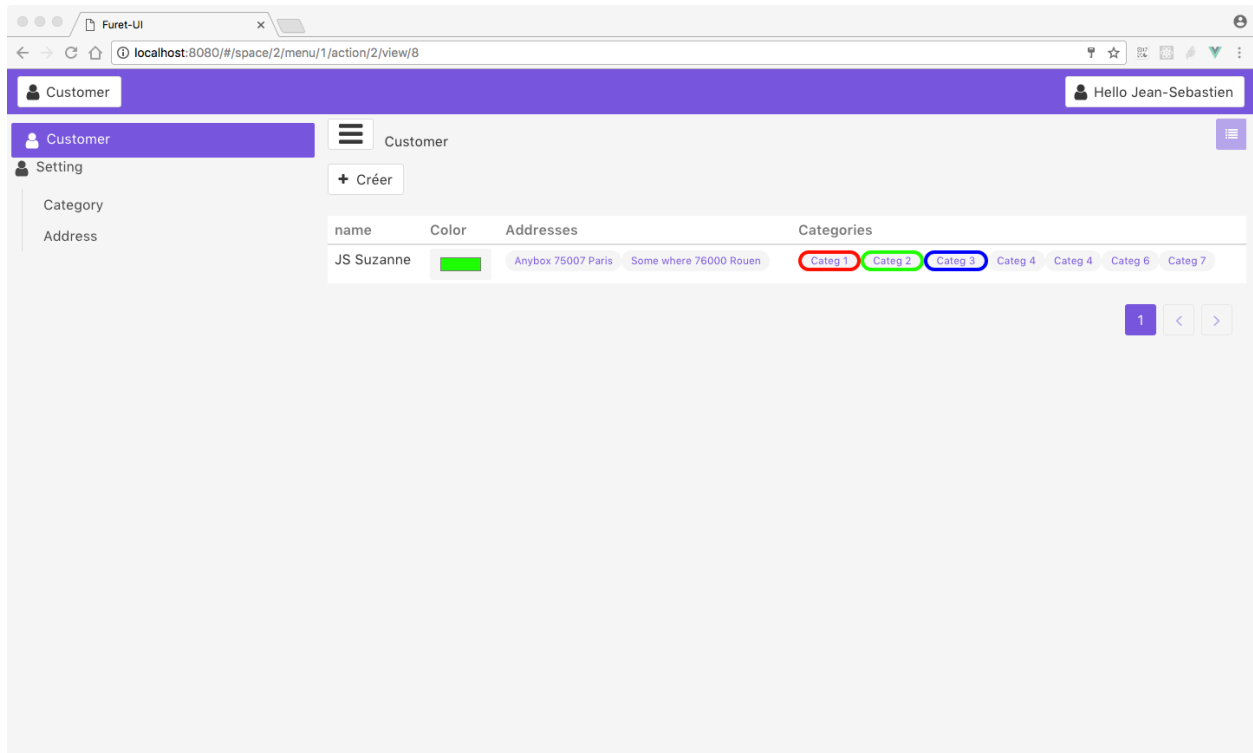 Furet-UI
localhost:8080/#/space/2/menu/1/action/2/view/8
Customer
Hello Jean-Sebastien
Customer
Setting
Category
Address
Customer
+ Créer
name Color Addresses Categories
JS Suzanne Anybox 75007 Paris Some where 76000 Rouen Categ 1 Categ 2 Categ 3 Categ 4 Categ 4 Categ 6 Categ 7
1 < >